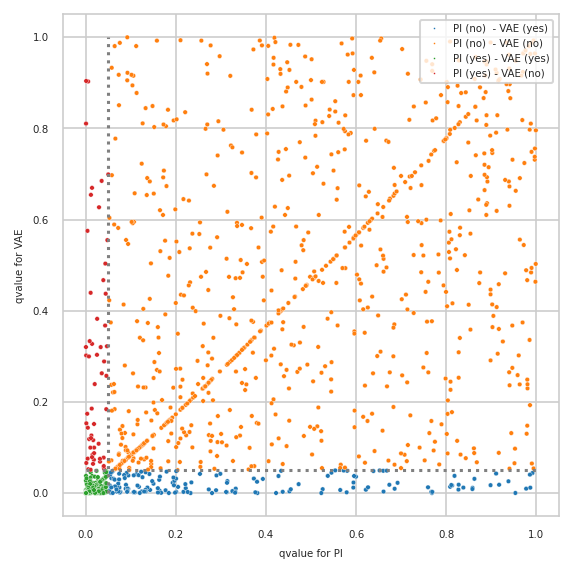 PI (no)  - VAE (yes)
PI (no)  - VAE (no)
PI (yes) - VAE (yes)
PI (yes) - VAE (no)
1.0
0.8
0.6
0.4
0.2
0.0
qvalue for VAE
0.0 0.2 0.4 0.6 0.8 1.0
qvalue for PI